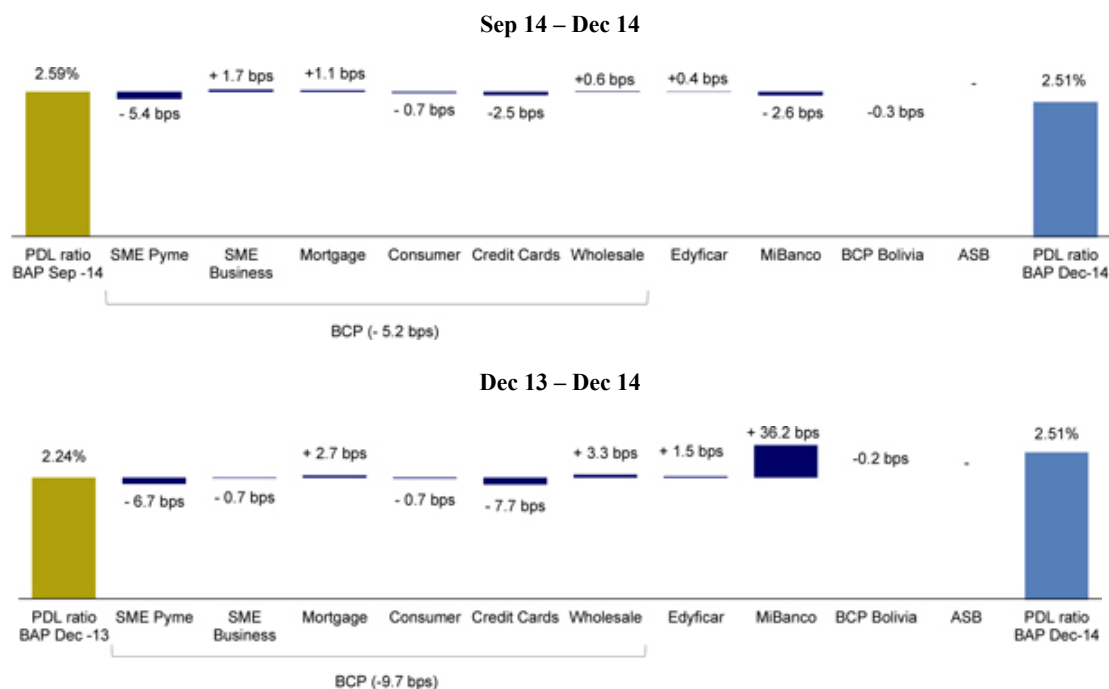 Sep 14 – Dec 14
2.59%
- 5.4 bps
+ 1.7 bps
+1.1 bps
- 0.7 bps
-2.5 bps
+0.6 bps
+0.4 bps
- 2.6 bps
-0.3 bps
-
2.51%
PDL ratio
BAP Sep -14
SME Pyme
SME
Business
Mortgage
Consumer
Credit Cards
Wholesale
Edyficar
MiBanco
BCP Bolivia
ASB
PDL ratio
BAP Dec-14
BCP (- 5.2 bps)
Dec 13 – Dec 14
2.24%
- 6.7 bps
- 0.7 bps
+ 2.7 bps
- 0.7 bps
- 7.7 bps
+ 3.3 bps
+ 1.5 bps
+ 36.2 bps
-0.2 bps
-
2.51%
PDL ratio
BAP Dec -13
SME Pyme
SME
Business
Mortgage
Consumer
Credit Cards
Wholesale
Edyficar
MiBanco
BCP Bolivia
ASB
PDL ratio
BAP Dec-14
BCP (-9.7 bps)